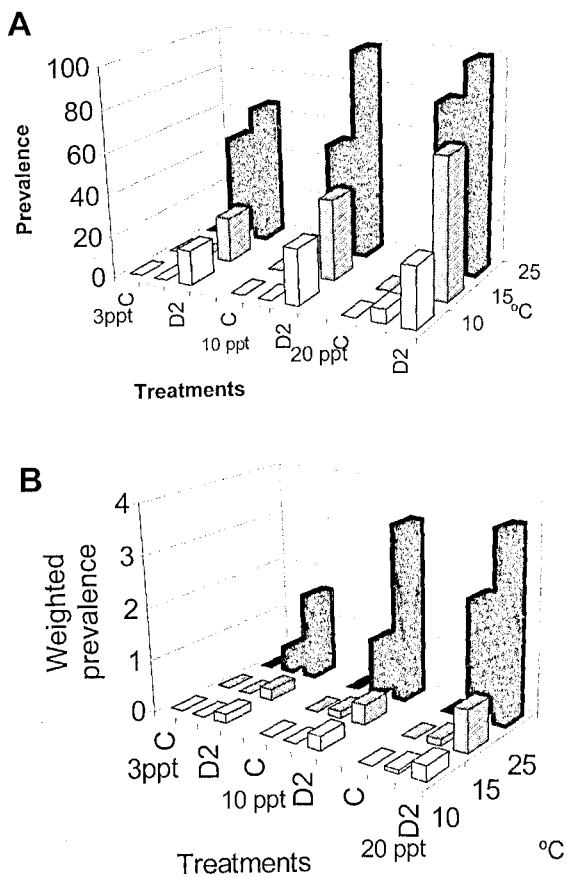 A
100
80
60
40
20
0
Prevalence
C
3ppt
D2
C
10 ppt
D2
20 ppt
C
D2
10
15
25
ºC
Treatments
B
4
3
2
1
0
Weighted
prevalence
C
3ppt
D2
C
10 ppt
D2
C
D2
20 ppt
10
15
25
ºC
Treatments